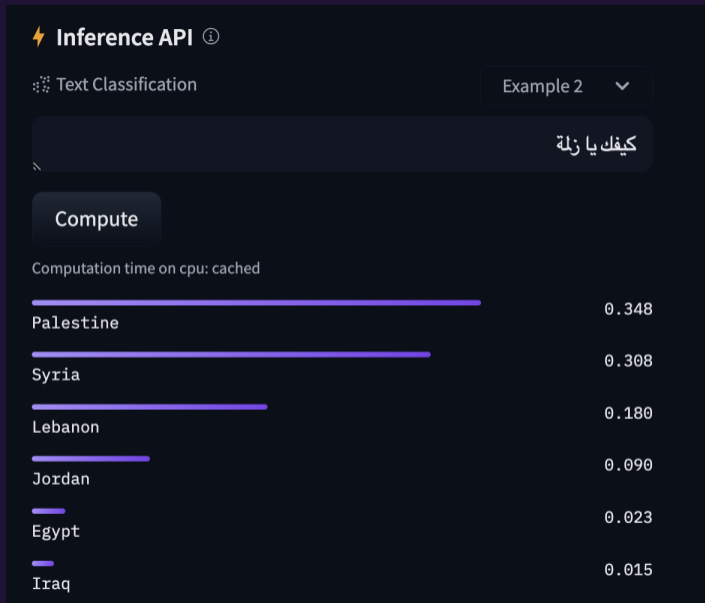 Inference API
Text Classification
Example 2
كيفك يا زلمة
Compute
Computation time on cpu: cached
Palestine 0.348
Syria 0.308
Lebanon 0.180
Jordan 0.090
Egypt 0.023
Iraq 0.015